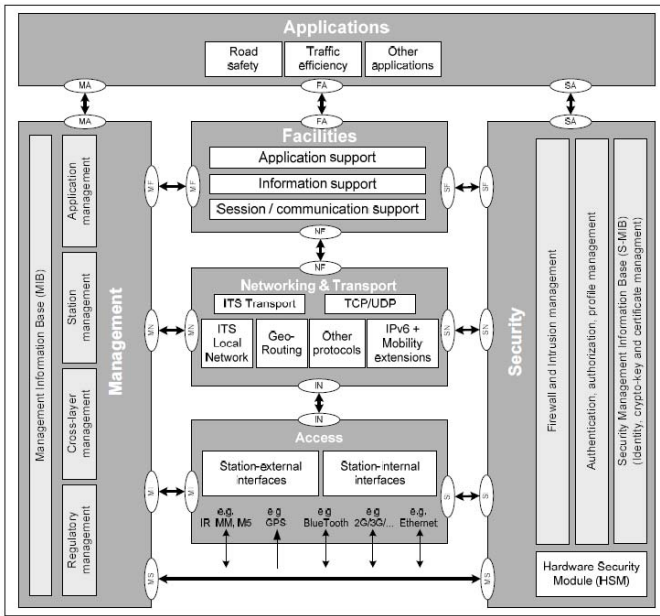 Applications
Road
safety
Traffic
efficiency
Other
applications
MA
FA
SA
MA
FA
SA
Management Information Base (MIB)
Application
management
Station
management
Cross-layer
management
Regulatory
management
Management
MF
MF
Facilities
Application support
Information support
Session / communication support
SF
SF
NF
NF
Networking & Transport
ITS Transport
TCP/UDP
ITS
Local
Network
Geo-
Routing
Other
protocols
IPv6 +
Mobility
extensions
MN
MN
SN
SN
IN
IN
Access
Station-external
interfaces
Station-internal
interfaces
e.g.
IR, MM, M5
e.g
GPS
e.g
BlueTooth
e.g
2G/3G/...
e.g.
Ethernet
MI
MI
SI
SI
MS
MS
Security
Firewall and Intrusion management
Authentication, authorization, profile management
Security Management Information Base (S-MIB)
(Identity, crypto-key and certificate managment)
Hardware Security
Module (HSM)